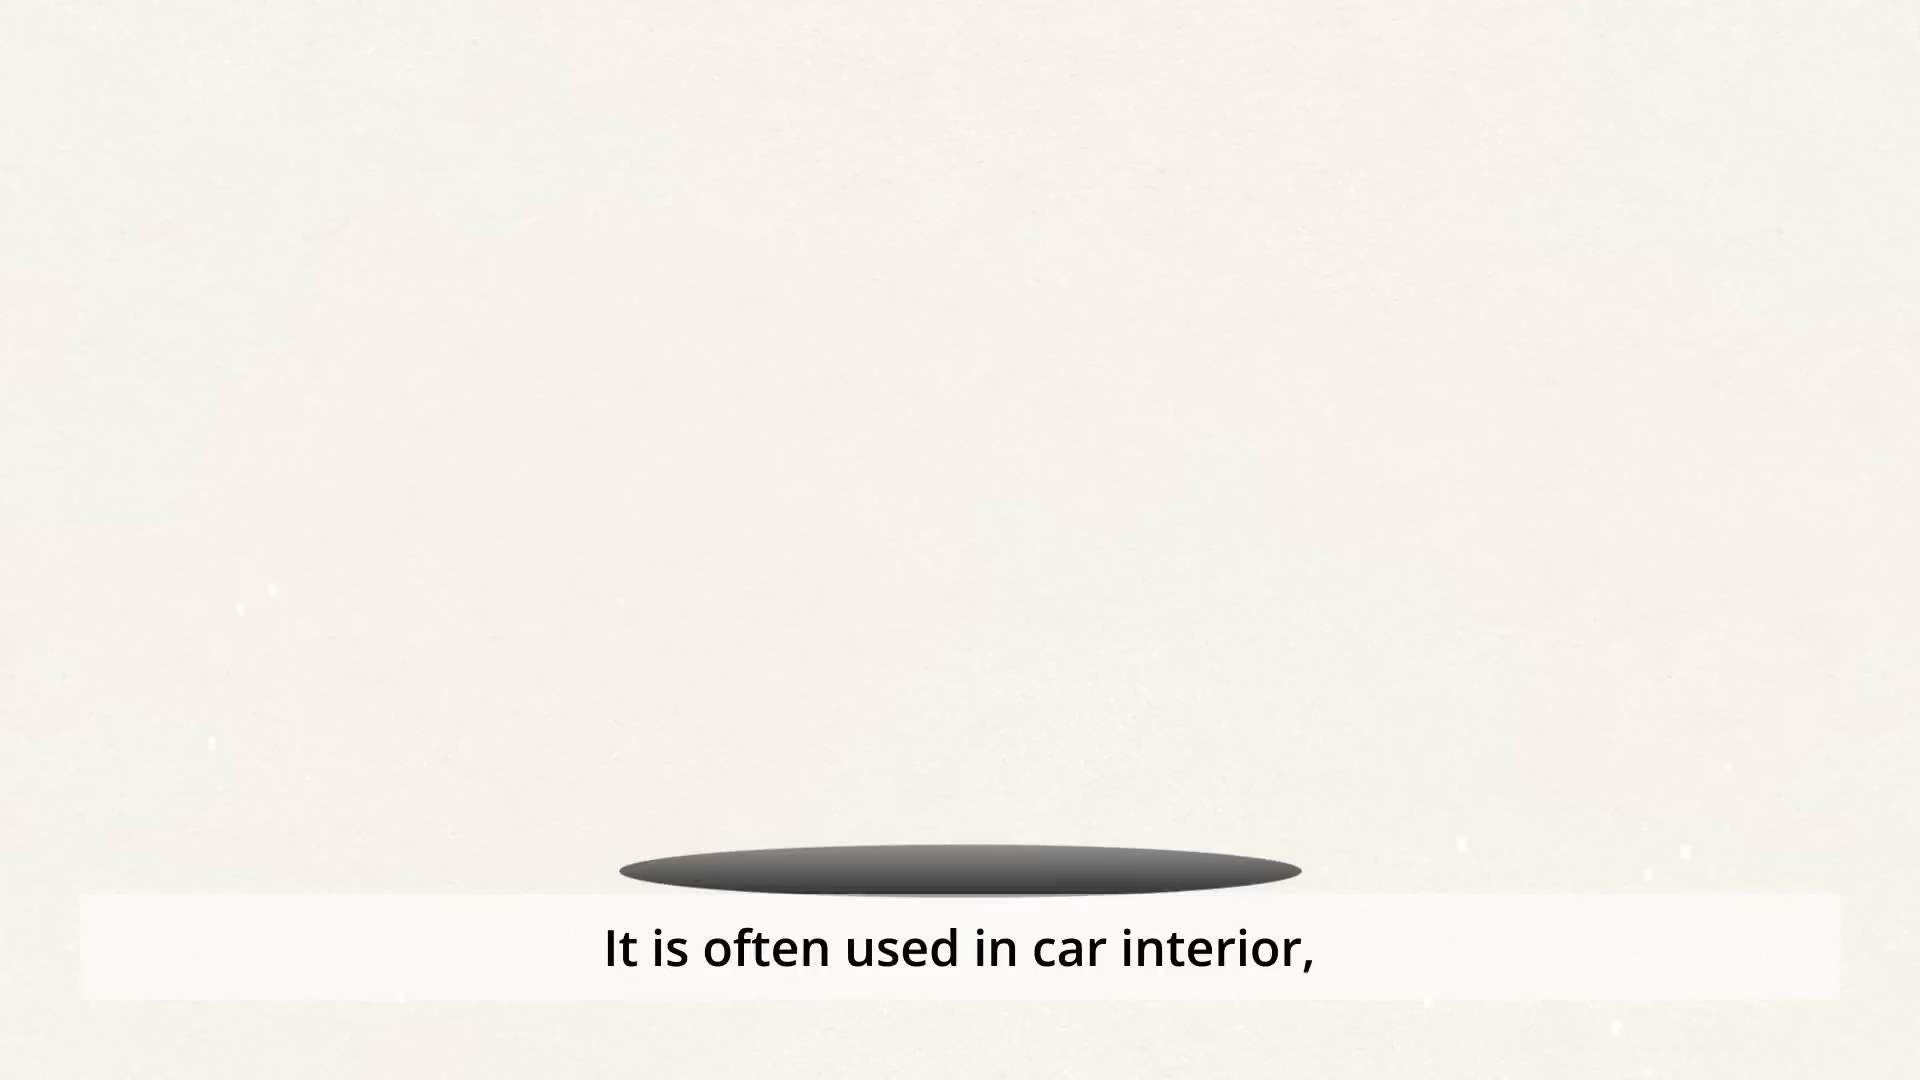 It is often used in car interior,